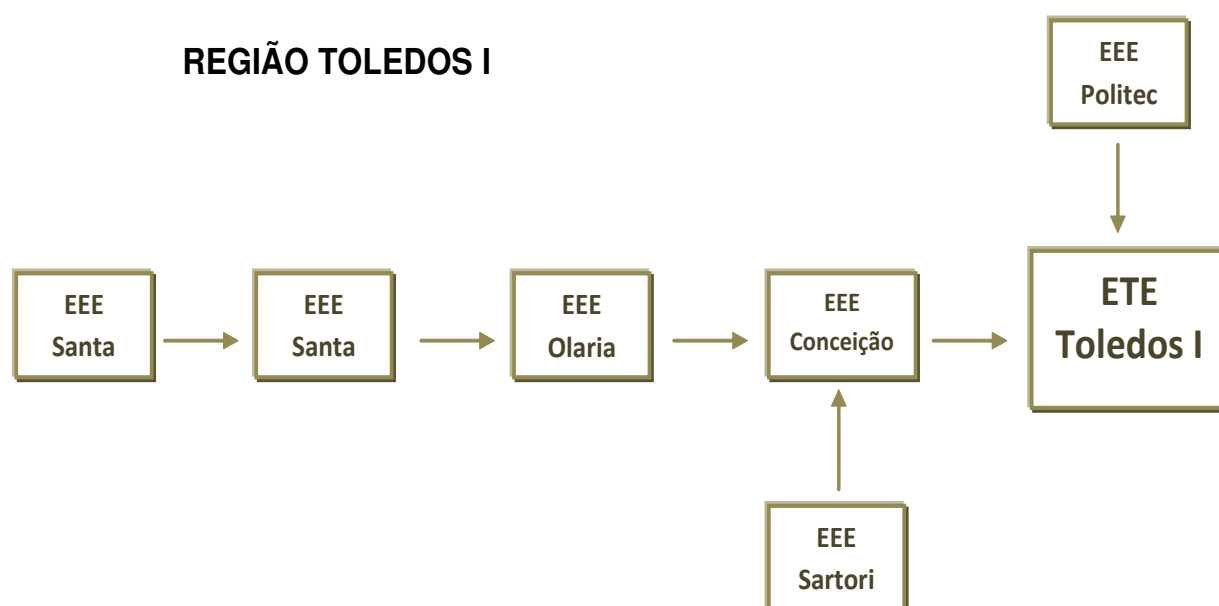 REGIÃO TOLEDOS I
EEE
Politec
EEE
Santa
EEE
Santa
EEE
Olaria
EEE
Conceição
ETE
Toledos I
EEE
Sartori